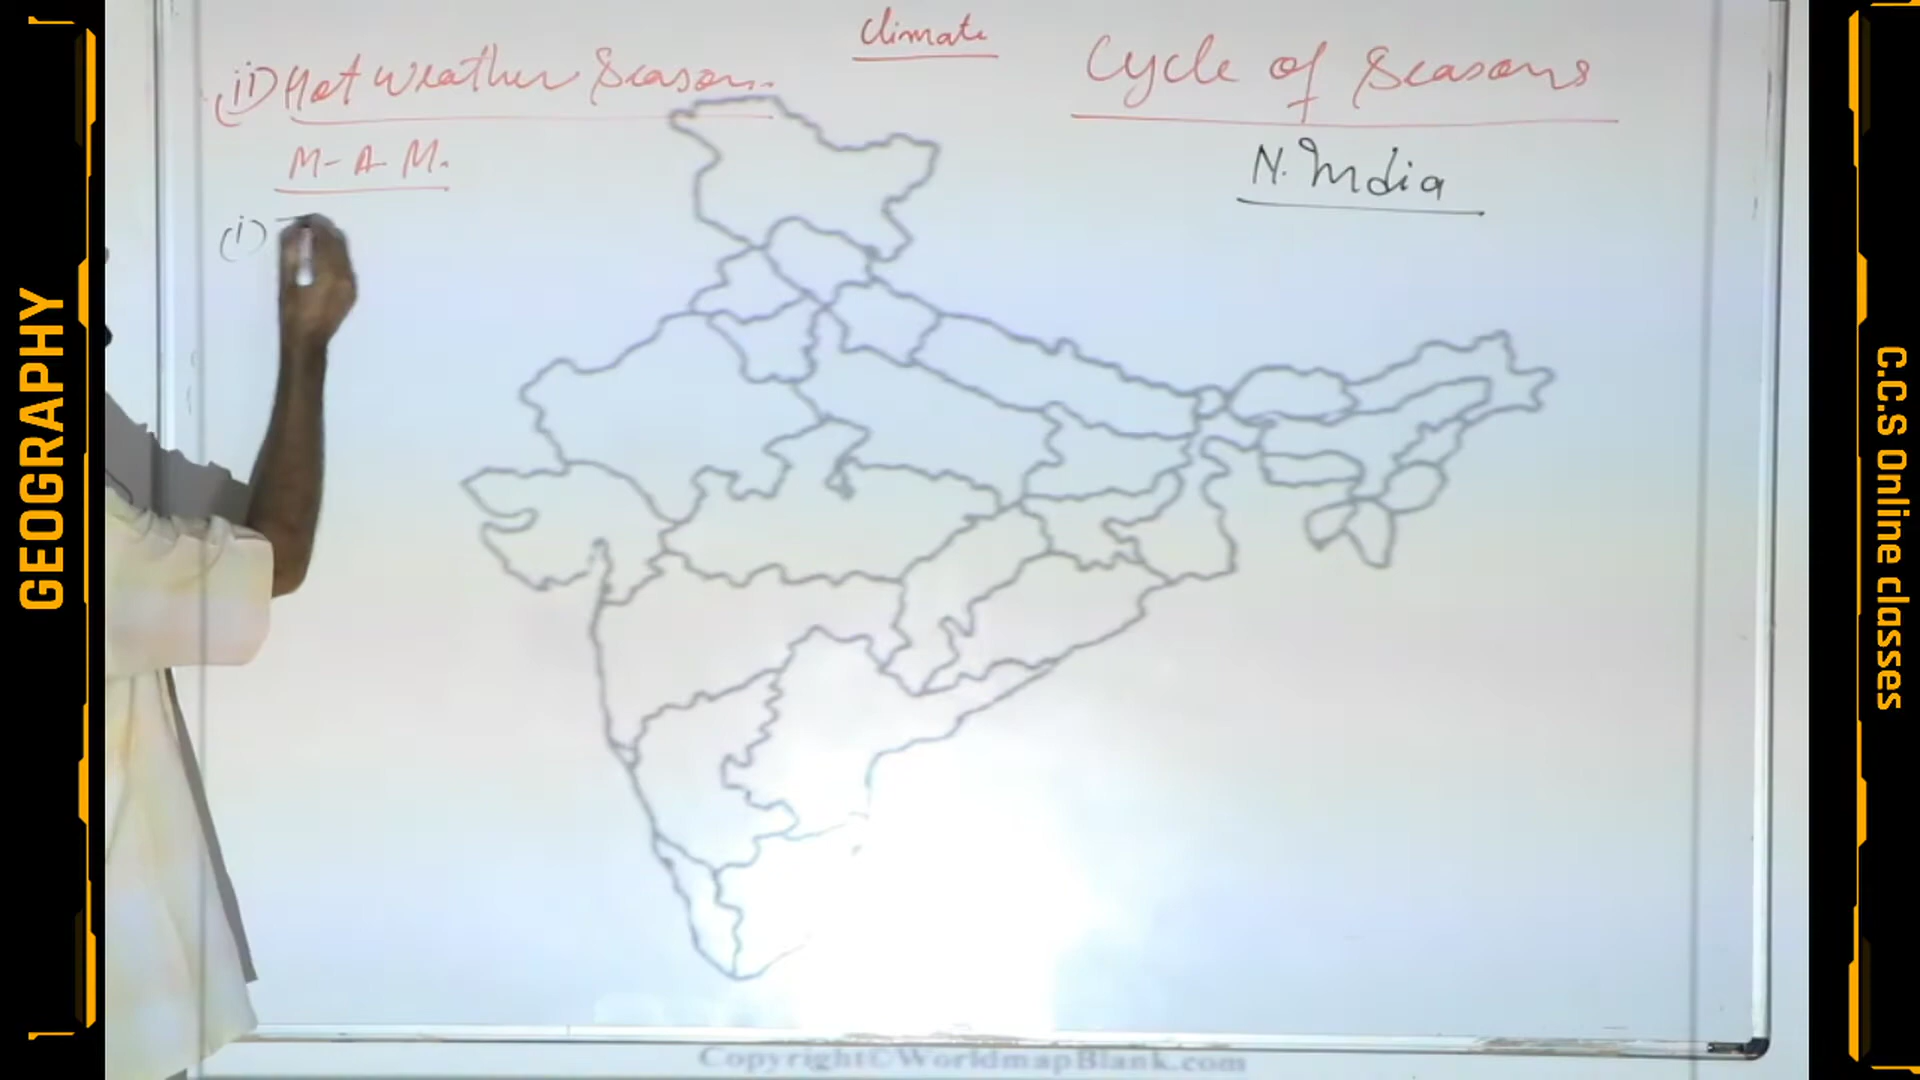 Climate
Cycle of Seasons
N. India
(ii) Hot Weather Season.
M - A - M.
(i)
GEOGRAPHY
C.C.S Online classes
Copyright©WorldmapBlank.com